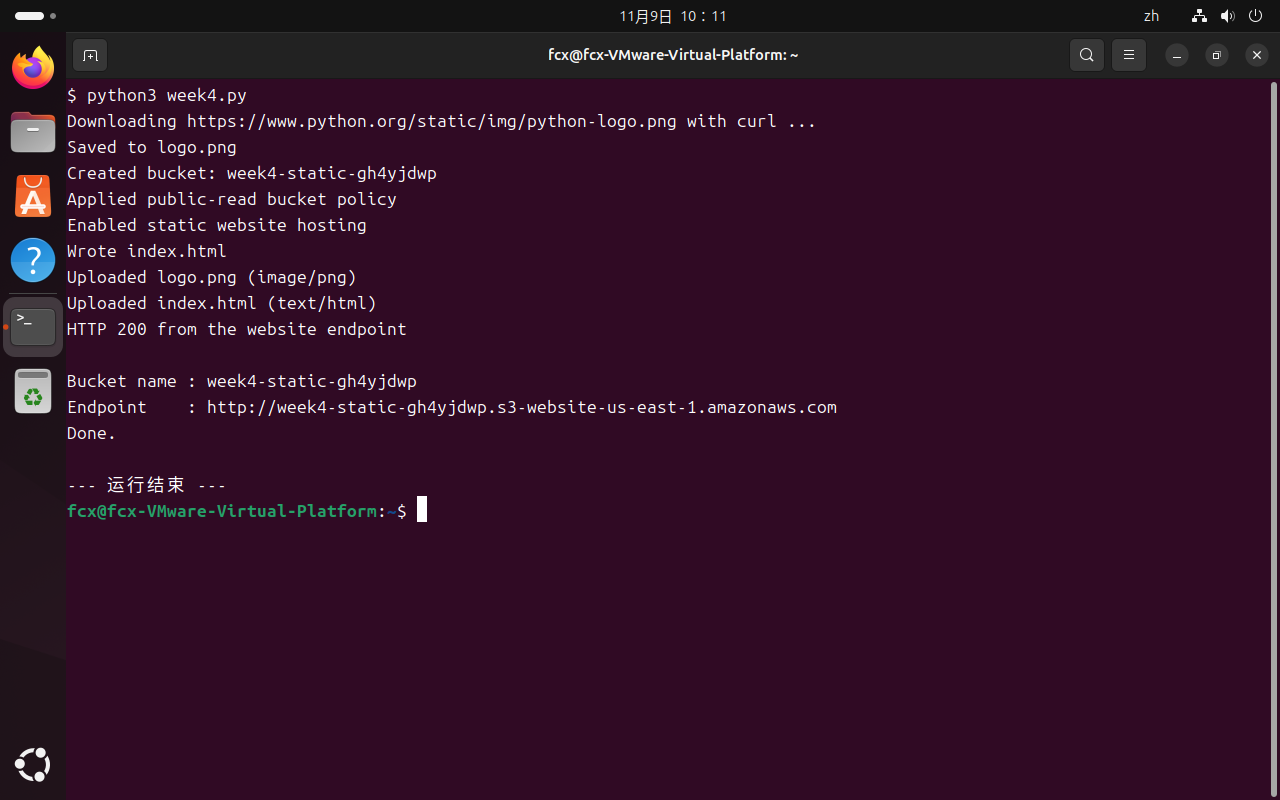 11月9日 10：11
zh
fcx@fcx-VMware-Virtual-Platform: ~
$ python3 week4.py
Downloading https://www.python.org/static/img/python-logo.png with curl ...
Saved to logo.png
Created bucket: week4-static-gh4yjdwp
Applied public-read bucket policy
Enabled static website hosting
Wrote index.html
Uploaded logo.png (image/png)
Uploaded index.html (text/html)
HTTP 200 from the website endpoint
Bucket name : week4-static-gh4yjdwp
Endpoint    : http://week4-static-gh4yjdwp.s3-website-us-east-1.amazonaws.com
Done.
--- 运行结束 ---
fcx@fcx-VMware-Virtual-Platform:~$